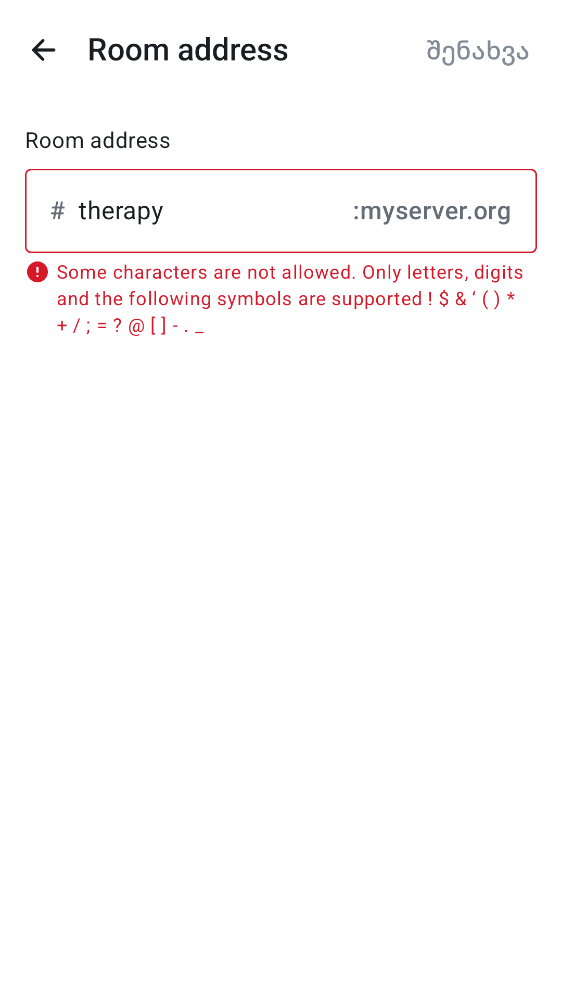 Room address შენახვა
Room address
# therapy :myserver.org
Some characters are not allowed. Only letters, digits
and the following symbols are supported ! $ & ‘ ( ) *
+ / ; = ? @ [ ] - . _